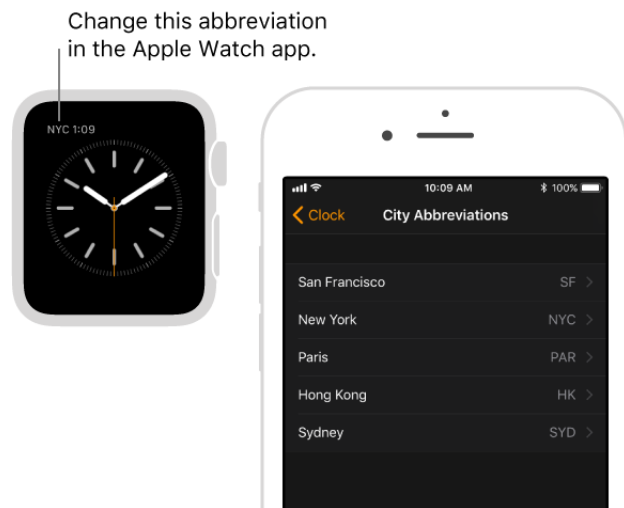 Change this abbreviation
in the Apple Watch app.
NYC 1:09
10:09 AM
100%
Clock
City Abbreviations
San Francisco SF
New York NYC
Paris PAR
Hong Kong HK
Sydney SYD